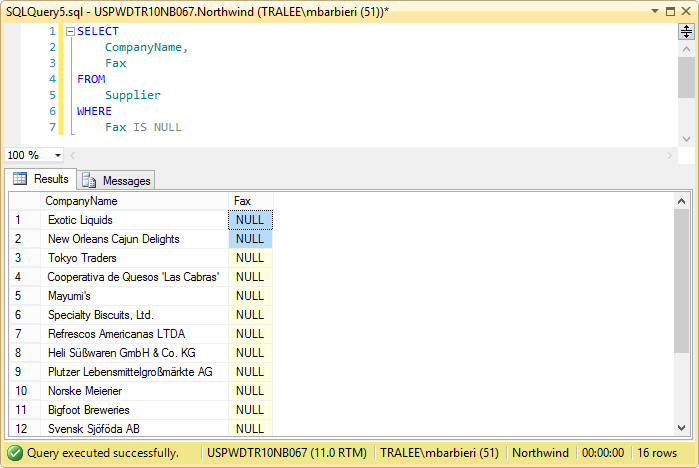 SQLQuery5.sql - USPWDTR10NB067.Northwind (TRALEE\mbarbieri (51))*
1 SELECT
2 CompanyName,
3 Fax
4 FROM
5 Supplier
6 WHERE
7 Fax IS NULL
100 %
Results Messages
CompanyName Fax
1 Exotic Liquids NULL
2 New Orleans Cajun Delights NULL
3 Tokyo Traders NULL
4 Cooperativa de Quesos 'Las Cabras' NULL
5 Mayumi's NULL
6 Specialty Biscuits, Ltd. NULL
7 Refrescos Americanas LTDA NULL
8 Heli Süßwaren GmbH & Co. KG NULL
9 Plutzer Lebensmittelgroßmärkte AG NULL
10 Norske Meierier NULL
11 Bigfoot Breweries NULL
12 Svensk Sjöföda AB NULL
Query executed successfully. USPWDTR10NB067 (11.0 RTM) TRALEE\mbarbieri (51) Northwind 00:00:00 16 rows